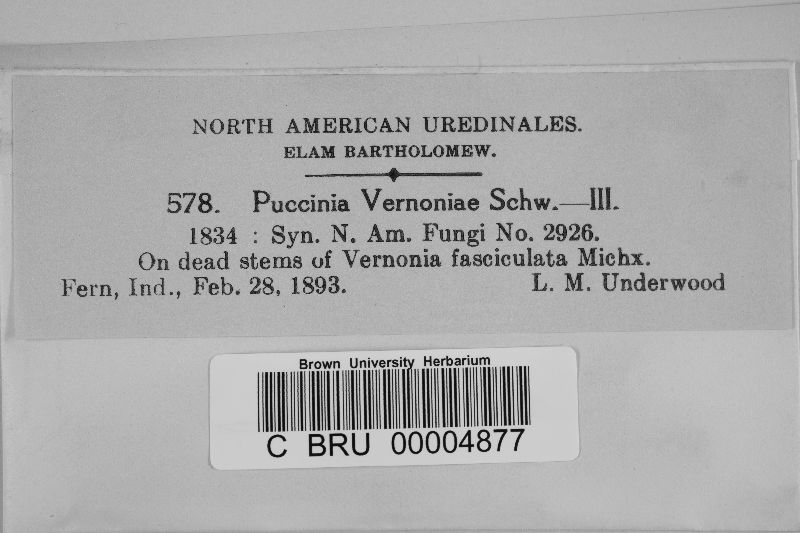 NORTH AMERICAN UREDINALES.
ELAM BARTHOLOMEW.
578. Puccinia Vernoniae Schw.—III.
1834 : Syn. N. Am. Fungi No. 2926.
On dead stems of Vernonia fasciculata Michx.
Fern, Ind., Feb. 28, 1893. L. M. Underwood
Brown University Herbarium
C BRU 00004877